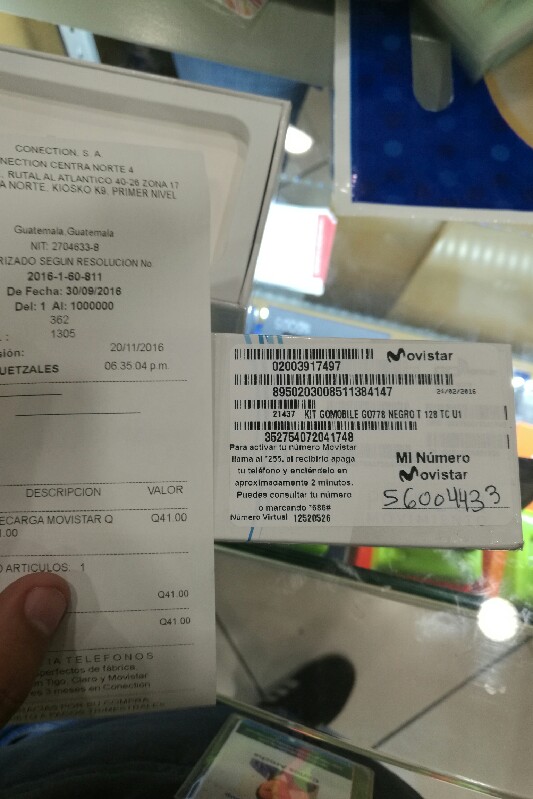 CONECTION, S. A
NECTION CENTRA NORTE 4
RUTAL AL ATLANTICO 40-26 ZONA 17
A NORTE, KIOSKO K9, PRIMER NIVEL
Guatemala, Guatemala
NIT: 2704633-8
RIZADO SEGUN RESOLUCION No
2016-1-60-811
De Fecha: 30/09/2016
Del: 1 Al: 1000000
362
1305
sión: 20/11/2016
QUETZALES 06:35:04 p.m.
DESCRIPCION VALOR
ECARGA MOVISTAR Q Q41.00
1.00
O ARTICULOS: 1
Q41.00
Q41.00
IA TELEFONOS
perfectos de fábrica
on Tigo, Claro y Movistar
es 3 meses en Conection
Movistar
02003917497
8950203008511384147 24/02/2016
21437 KIT GOMOBILE GO778 NEGRO T 128 TC U1
352754072041748
Para activar tu número Movistar
llama al *255, al recibirlo apaga
tu teléfono y enciéndelo en
aproximadamente 2 minutos.
Puedes consultar tu número
o marcando *686#
Número Virtual 12520526
MI Número
Movistar
56004433